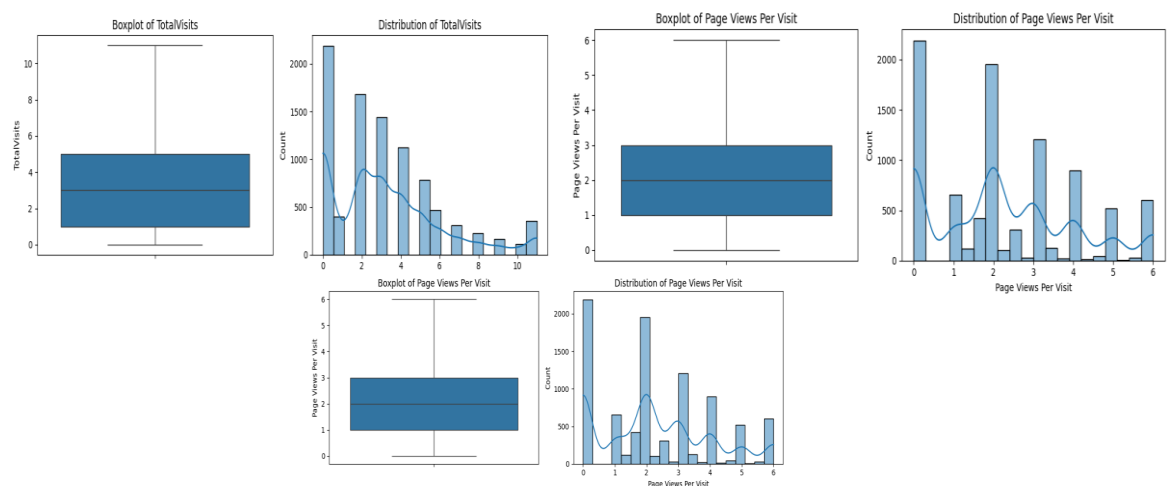 Boxplot of TotalVisits
TotalVisits
10
8
6
4
2
0
Distribution of TotalVisits
Count
2000
1500
1000
500
0
0 2 4 6 8 10
Boxplot of Page Views Per Visit
Page Views Per Visit
6
5
4
3
2
1
0
Distribution of Page Views Per Visit
Count
2000
1500
1000
500
0
0 1 2 3 4 5 6
Page Views Per Visit
Boxplot of Page Views Per Visit
Page Views Per Visit
6
5
4
3
2
1
0
Distribution of Page Views Per Visit
Count
2000
1500
1000
500
0
0 1 2 3 4 5 6
Page Views Per Visit